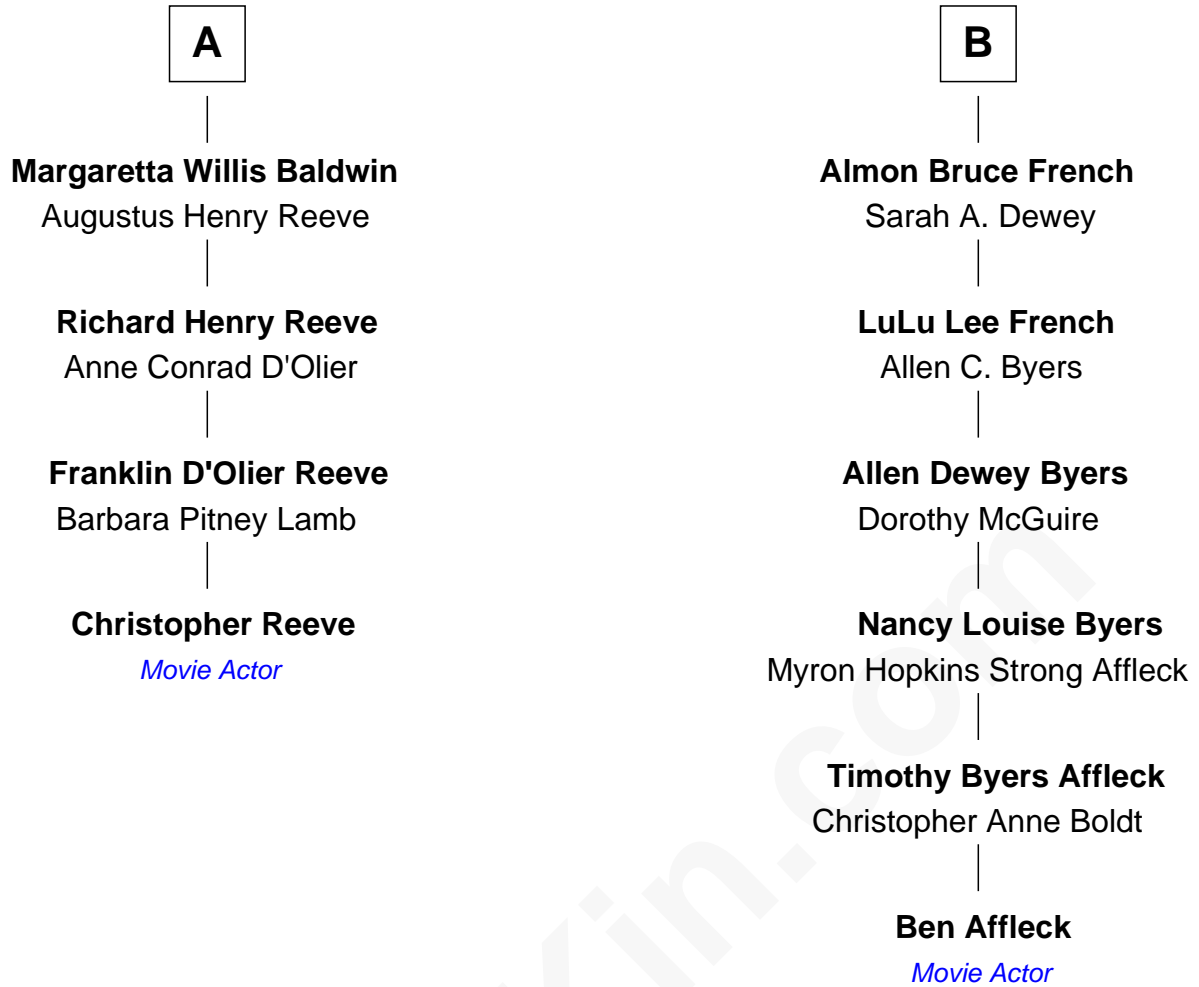 A
Margaretta Willis Baldwin
Augustus Henry Reeve
Richard Henry Reeve
Anne Conrad D'Olier
Franklin D'Olier Reeve
Barbara Pitney Lamb
Christopher Reeve
Movie Actor
B
Almon Bruce French
Sarah A. Dewey
LuLu Lee French
Allen C. Byers
Allen Dewey Byers
Dorothy McGuire
Nancy Louise Byers
Myron Hopkins Strong Affleck
Timothy Byers Affleck
Christopher Anne Boldt
Ben Affleck
Movie Actor
Kin.com